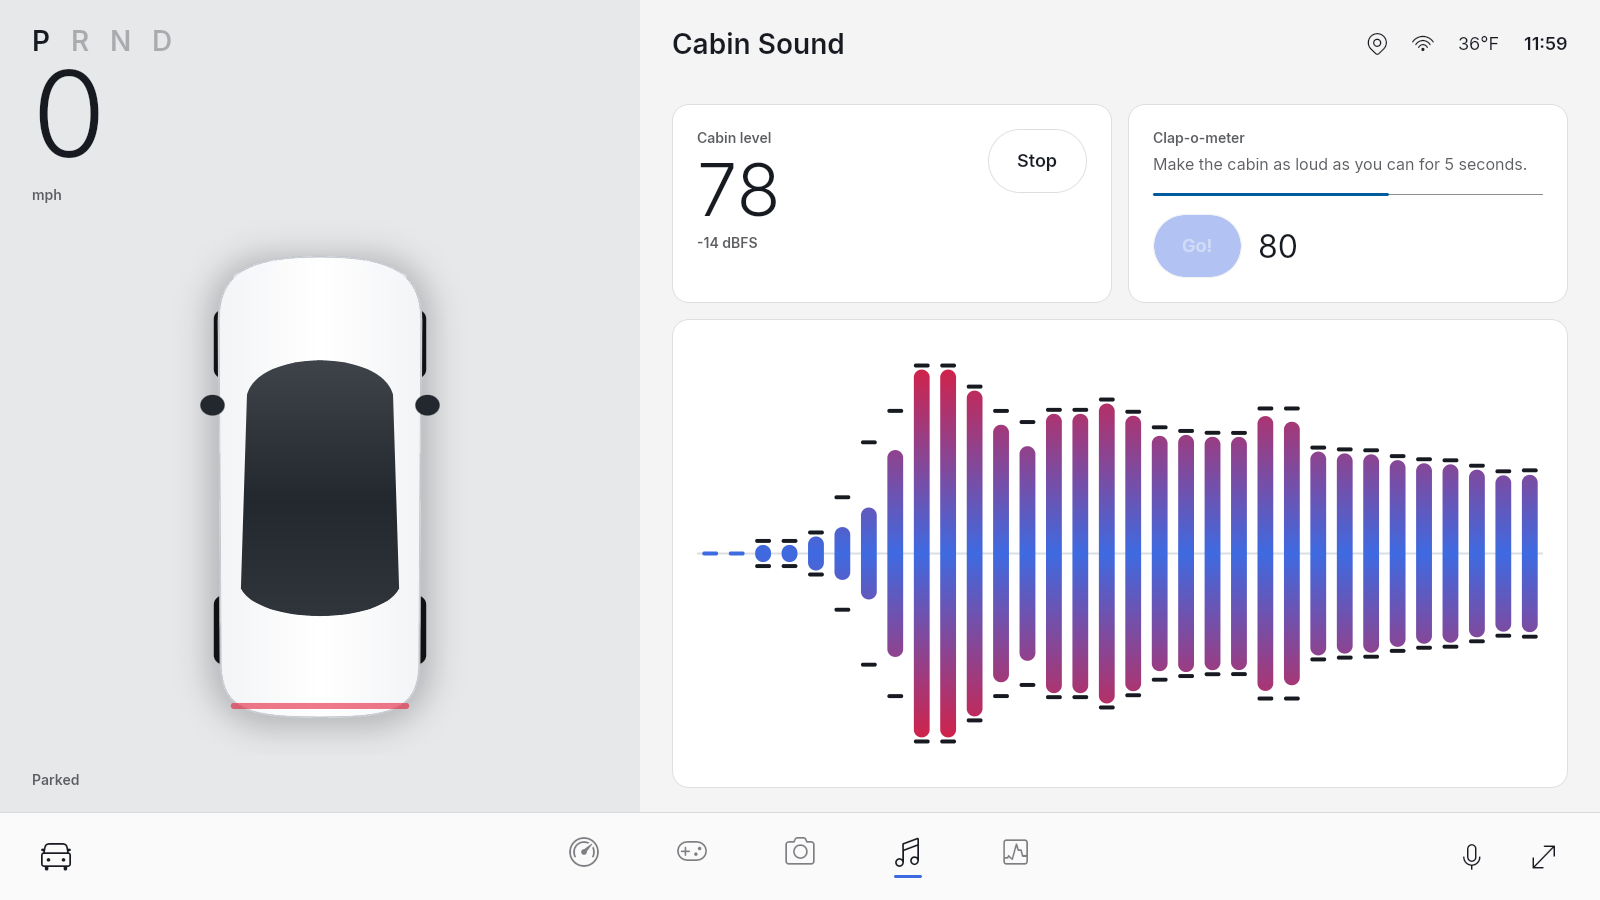 P R N D
0
mph
Parked
Cabin Sound
36°F 11:59
Cabin level
78
-14 dBFS
Stop
Clap-o-meter
Make the cabin as loud as you can for 5 seconds.
Go! 80